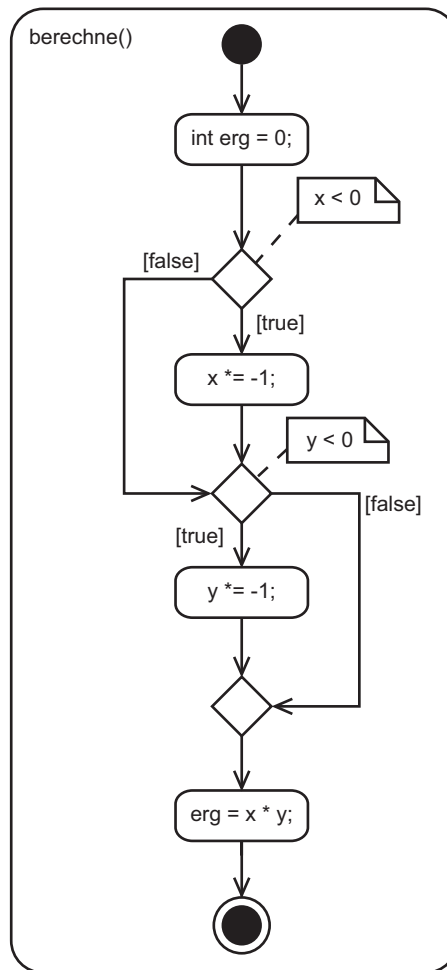 berechne()
int erg = 0;
x < 0
[false]
[true]
x *= -1;
y < 0
[false]
[true]
y *= -1;
erg = x * y;